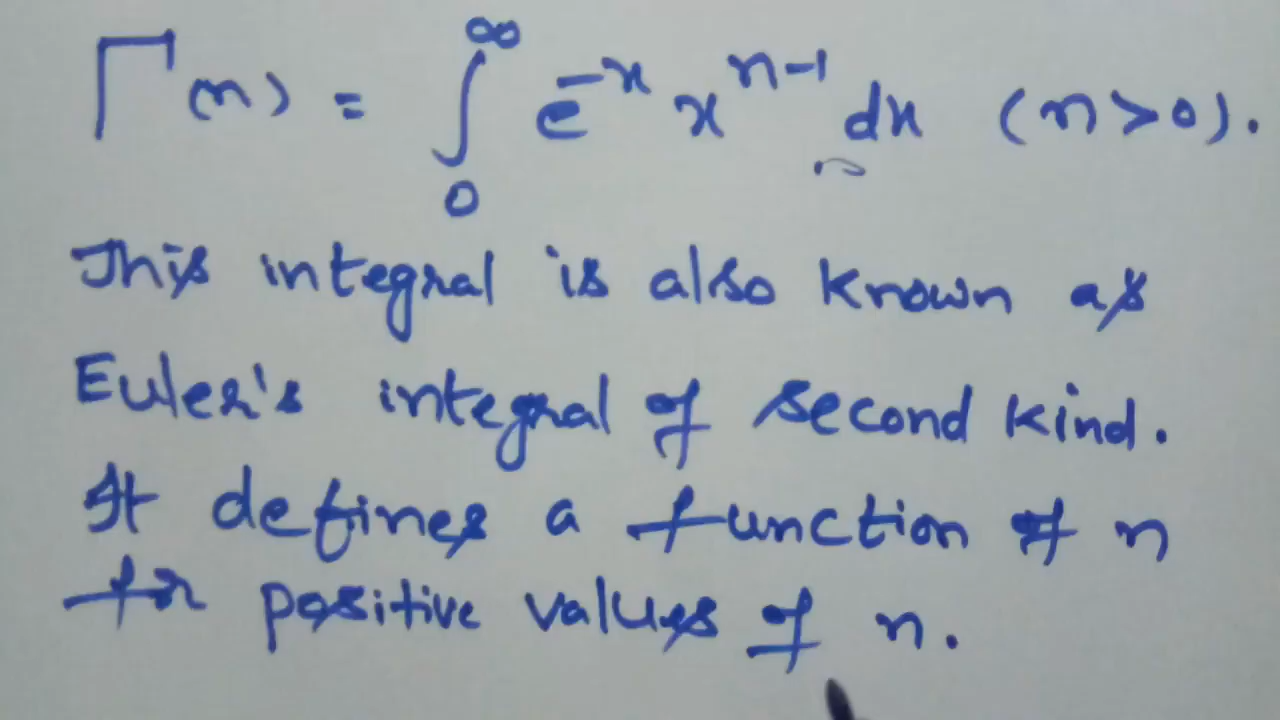 Γ(n) = ∫₀^∞ e^{-x} x^{n-1} dx (n>0).
This integral is also known as
Euler's integral of second kind.
It defines a function of n
for positive values of n.